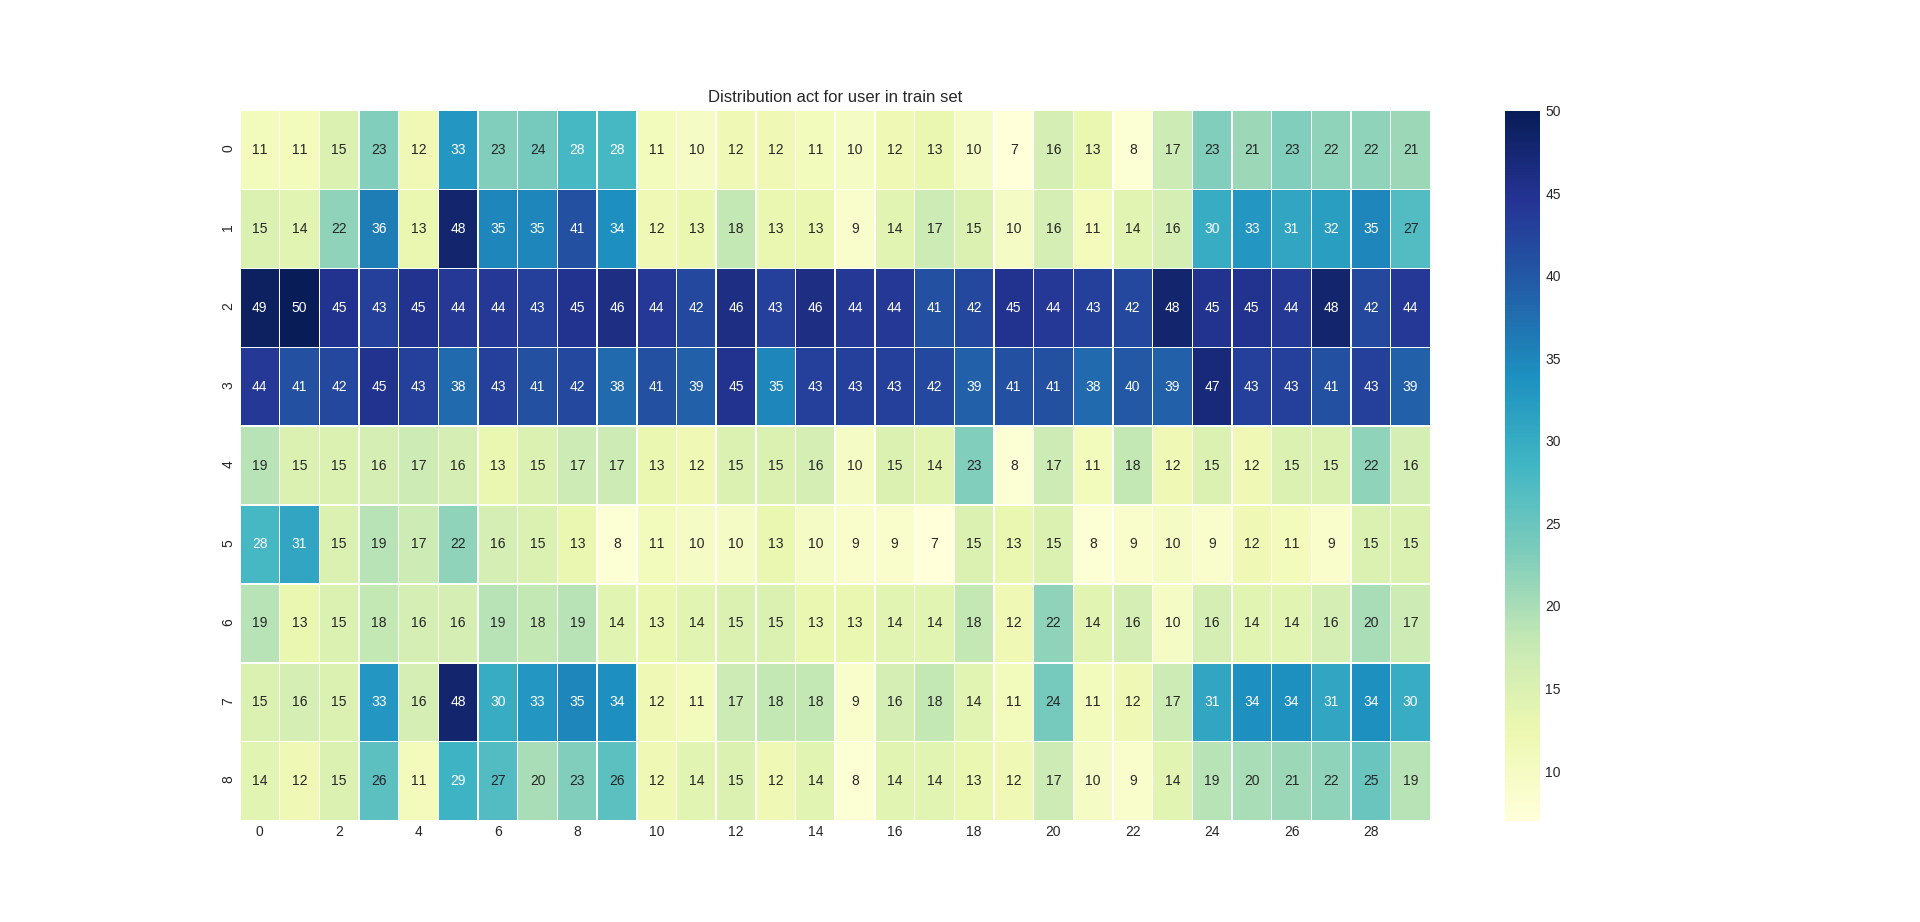 Distribution act for user in train set
0 11 11 15 23 12 33 23 24 28 28 11 10 12 12 11 10 12 13 10 7 16 13 8 17 23 21 23 22 22 21
1 15 14 22 36 13 48 35 35 41 34 12 13 18 13 13 9 14 17 15 10 16 11 14 16 30 33 31 32 35 27
2 49 50 45 43 45 44 44 43 45 46 44 42 46 43 46 44 44 41 42 45 44 43 42 48 45 45 44 48 42 44
3 44 41 42 45 43 38 43 41 42 38 41 39 45 35 43 43 43 42 39 41 41 38 40 39 47 43 43 41 43 39
4 19 15 15 16 17 16 13 15 17 17 13 12 15 15 16 10 15 14 23 8 17 11 18 12 15 12 15 15 22 16
5 28 31 15 19 17 22 16 15 13 8 11 10 10 13 10 9 9 7 15 13 15 8 9 10 9 12 11 9 15 15
6 19 13 15 18 16 16 19 18 19 14 13 14 15 15 13 13 14 14 18 12 22 14 16 10 16 14 14 16 20 17
7 15 16 15 33 16 48 30 33 35 34 12 11 17 18 18 9 16 18 14 11 24 11 12 17 31 34 34 31 34 30
8 14 12 15 26 11 29 27 20 23 26 12 14 15 12 14 8 14 14 13 12 17 10 9 14 19 20 21 22 25 19
0 2 4 6 8 10 12 14 16 18 20 22 24 26 28
50
45
40
35
30
25
20
15
10